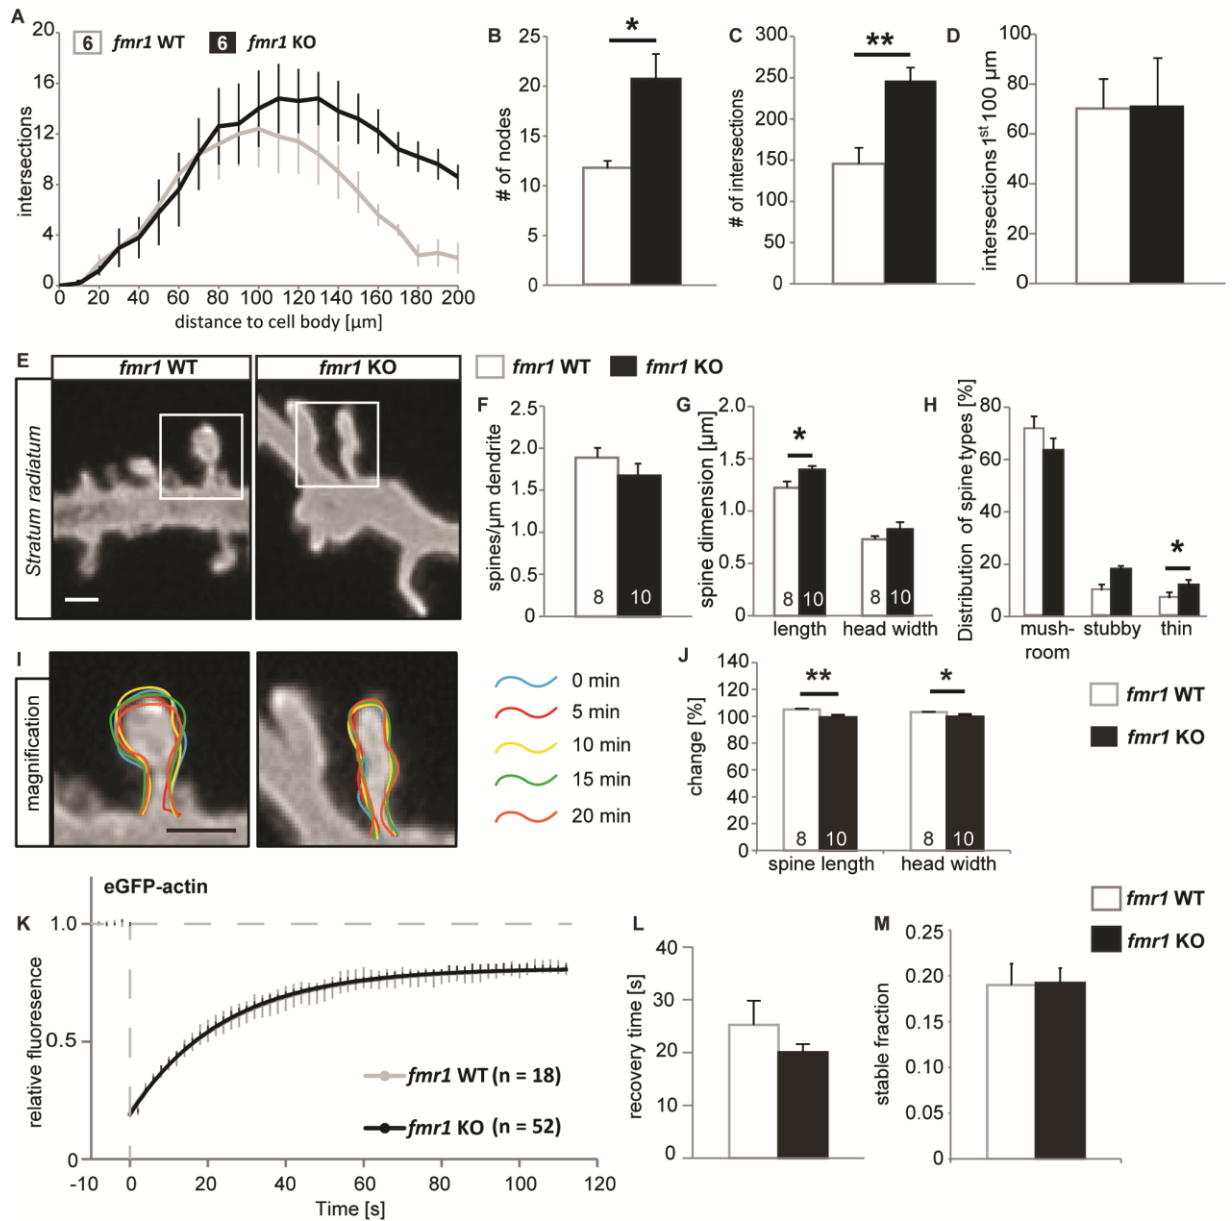 A
6 fmr1 WT 6 fmr1 KO
20
16
12
8
4
0
intersections
0 20 40 60 80 100 120 140 160 180 200
distance to cell body [µm]
B
*
25
20
15
10
5
0
# of nodes
C
**
300
250
200
150
100
50
0
# of intersections
D
100
80
60
40
20
0
intersections 1st 100 µm
E
fmr1 WT fmr1 KO
Stratum radiatum
fmr1 WT fmr1 KO
F
2.5
2.0
1.5
1.0
0.5
0
spines/µm dendrite
8 10
G
*
2.0
1.5
1.0
0.5
0
spine dimension [µm]
8 10 8 10
length head width
H
*
80
60
40
20
0
Distribution of spine types [%]
mush-
room
stubby thin
I
magnification
0 min
5 min
10 min
15 min
20 min
J
** *
140
120
100
80
60
40
20
0
change [%]
8 10 8 10
spine length head width
fmr1 WT
fmr1 KO
eGFP-actin
K
1.0
0.5
0
relative fluoresence
fmr1 WT (n = 18)
fmr1 KO (n = 52)
-10 0 20 40 60 80 100 120
Time [s]
L
40
30
20
10
0
recovery time [s]
fmr1 WT
fmr1 KO
M
0.25
0.20
0.15
0.10
0.05
0
stable fraction